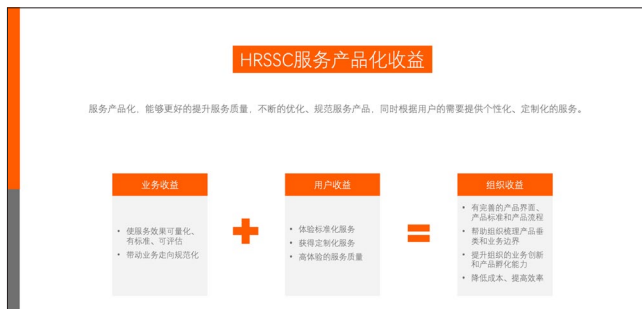 HRSSC服务产品化收益
服务产品化，能够更好的提升服务质量，不断的优化、规范服务产品，同时根据用户的需要提供个性化、定制化的服务。
业务收益
• 使服务效果可量化、
有标准、可评估
• 带动业务走向规范化
用户收益
• 体验标准化服务
• 获得定制化服务
• 高体验的服务质量
组织收益
• 有完善的产品界面、
产品标准和产品流程
• 帮助组织梳理产品垂
类和业务边界
• 提升组织的业务创新
和产品孵化能力
• 降低成本、提高效率